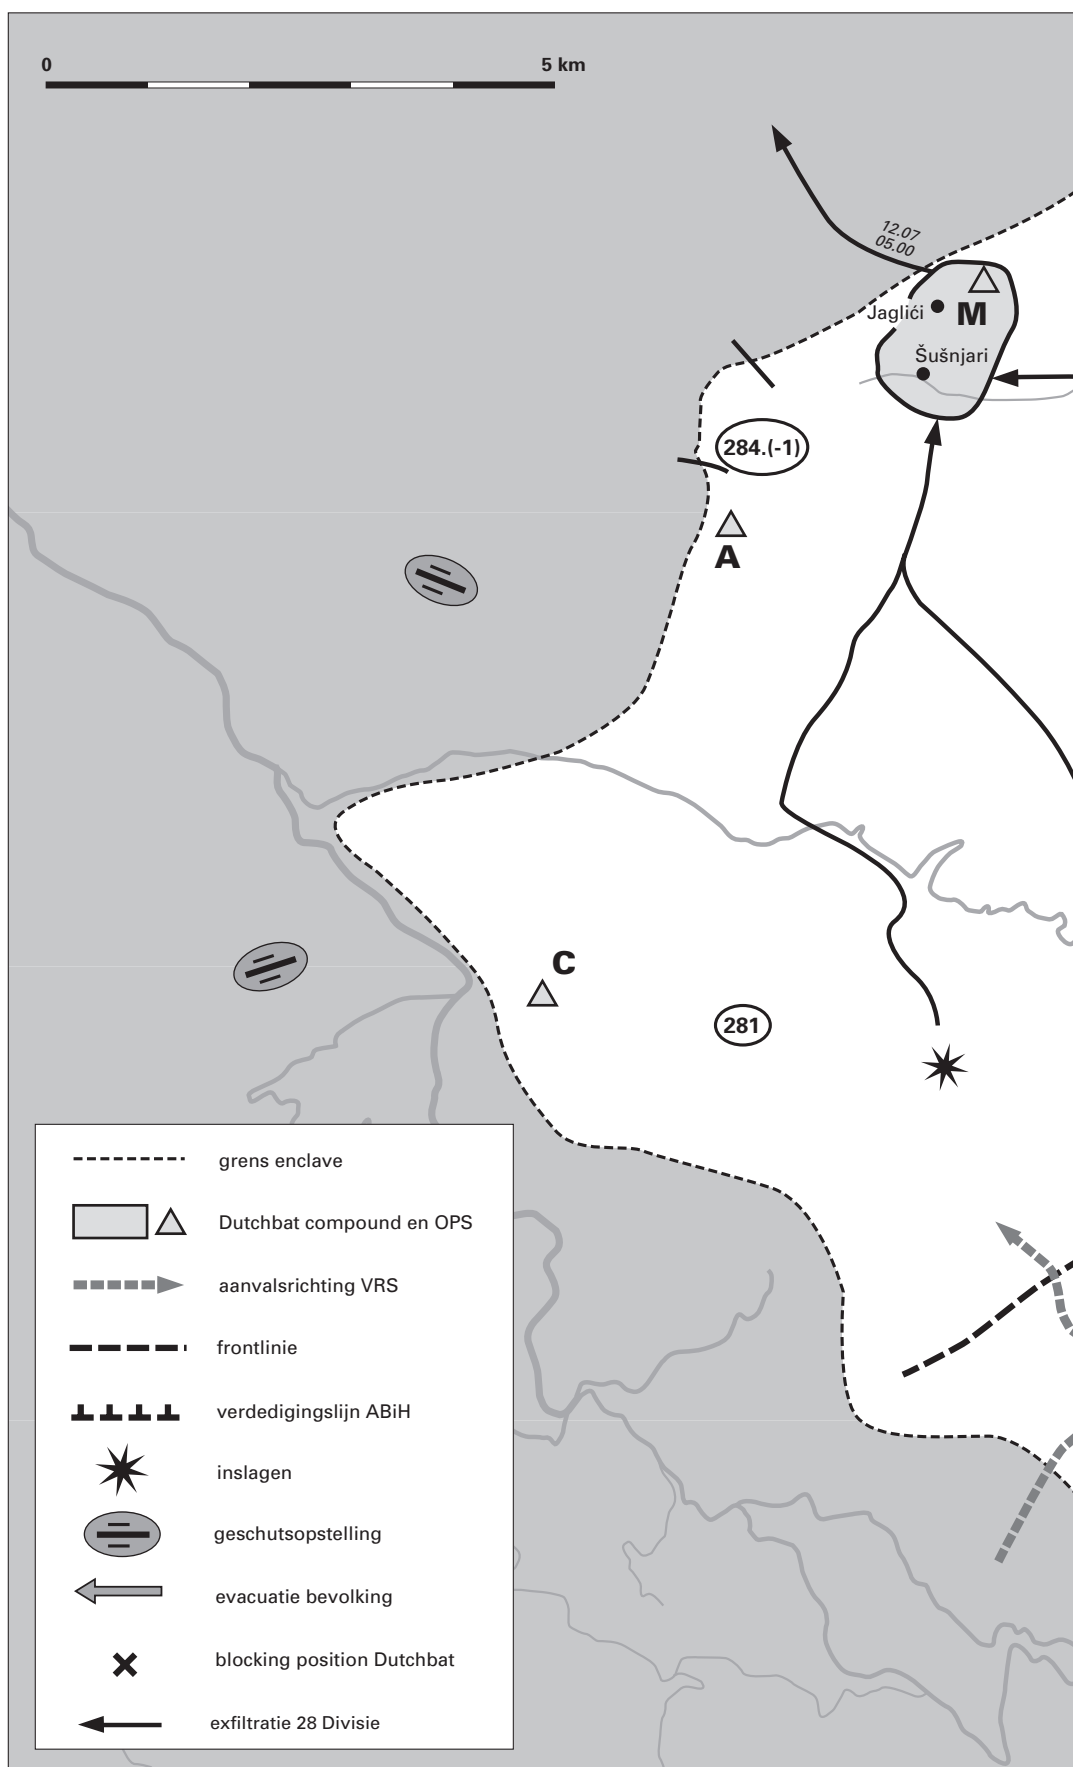 0
5 km
12.07
05.00
Jaglići
M
Šušnjari
284.(-1)
A
C
281
grens enclave
Dutchbat compound en OPS
aanvalsrichting VRS
frontlinie
verdedigingslijn ABiH
inslagen
geschutsopstelling
evacuatie bevolking
blocking position Dutchbat
exfiltratie 28 Divisie